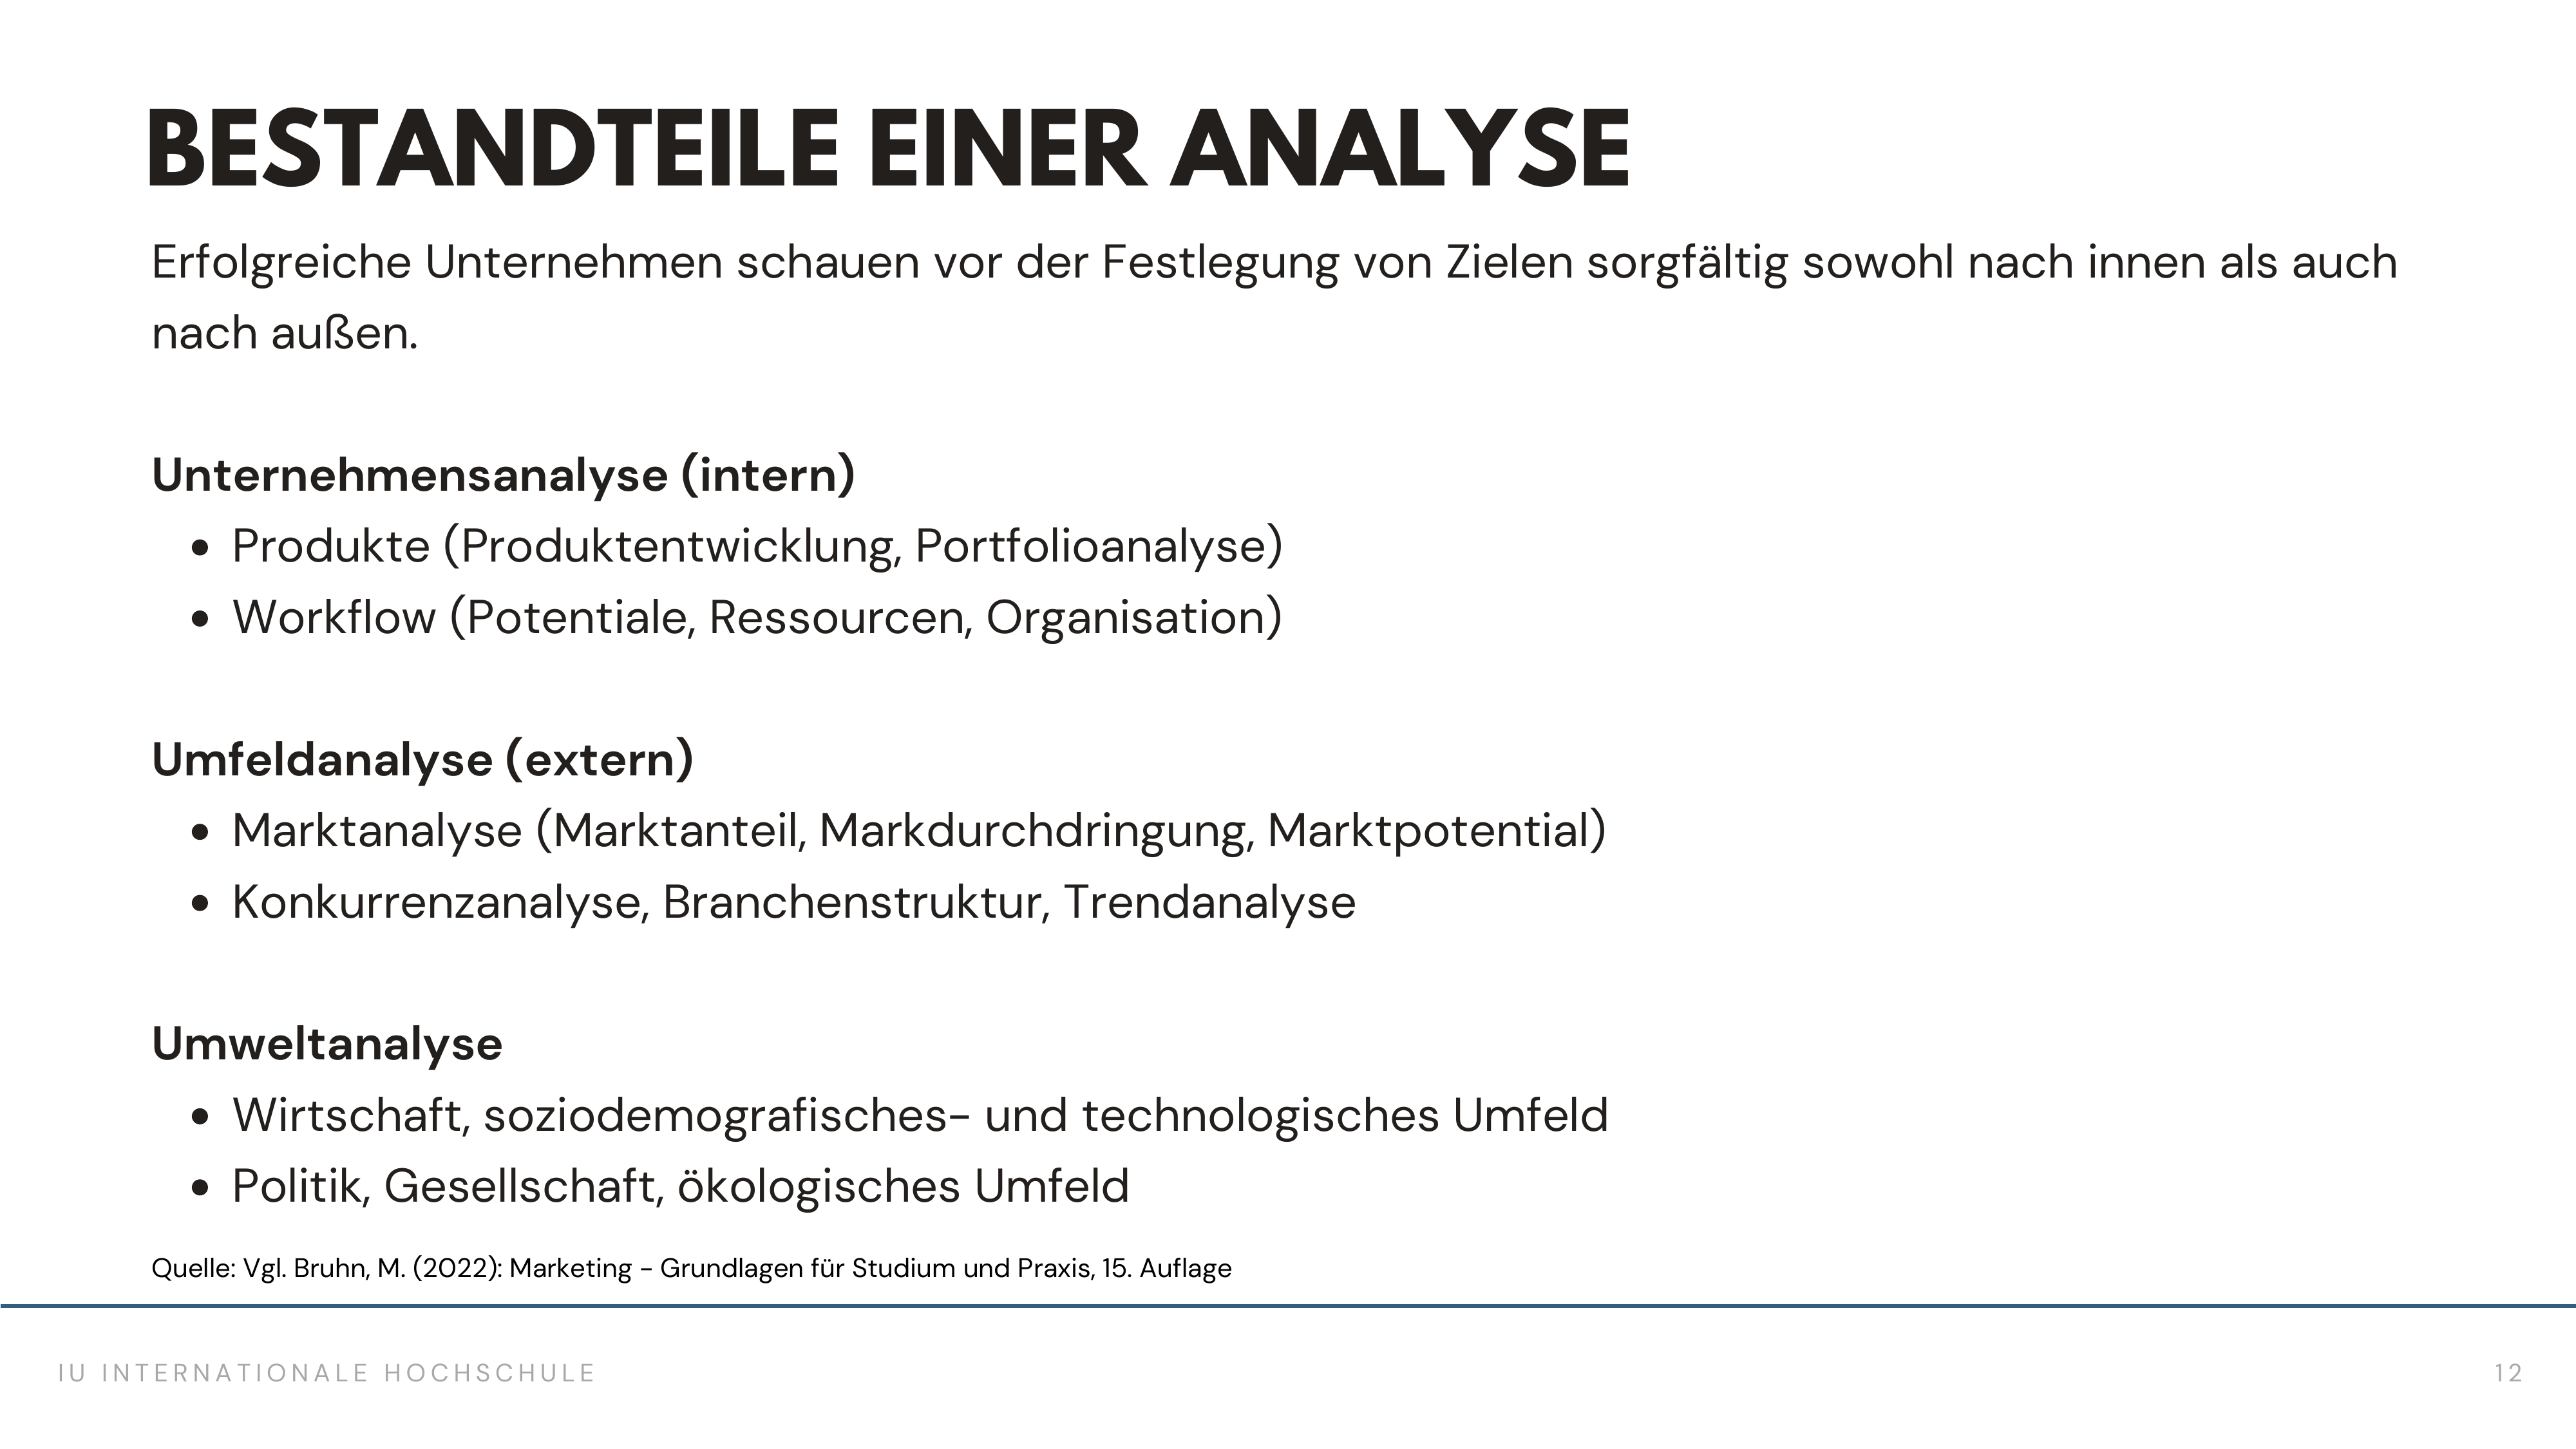 BESTANDTEILE EINER ANALYSE
Erfolgreiche Unternehmen schauen vor der Festlegung von Zielen sorgfältig sowohl nach innen als auch
nach außen.
Unternehmensanalyse (intern)
• Produkte (Produktentwicklung, Portfolioanalyse)
• Workflow (Potentiale, Ressourcen, Organisation)
Umfeldanalyse (extern)
• Marktanalyse (Marktanteil, Markdurchdringung, Marktpotential)
• Konkurrenzanalyse, Branchenstruktur, Trendanalyse
Umweltanalyse
• Wirtschaft, soziodemografisches- und technologisches Umfeld
• Politik, Gesellschaft, ökologisches Umfeld
Quelle: Vgl. Bruhn, M. (2022): Marketing - Grundlagen für Studium und Praxis, 15. Auflage
IU INTERNATIONALE HOCHSCHULE
12